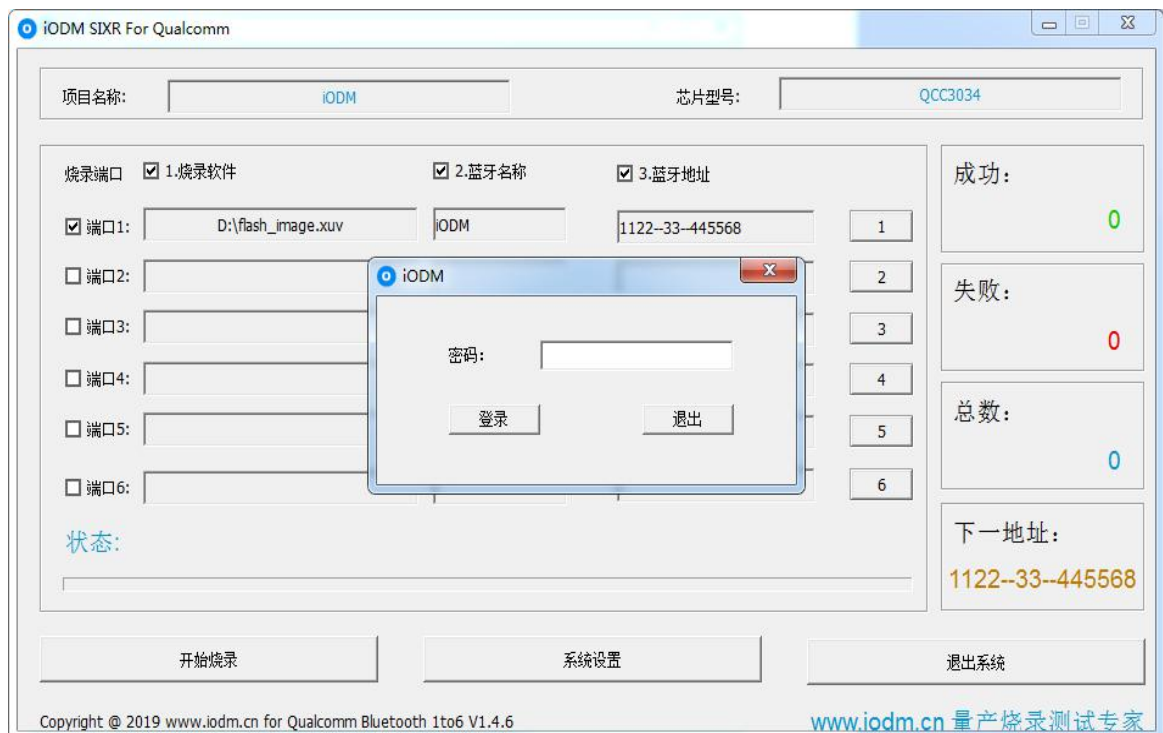 iODM SIXR For Qualcomm
项目名称: iODM 芯片型号: QCC3034
烧录端口 1.烧录软件 2.蓝牙名称 3.蓝牙地址
成功：
0
端口1: D:\flash_image.xuv iODM 1122--33--445568 1
端口2: 2
端口3: 3
端口4: 4
端口5: 5
端口6: 6
iODM
密码：
登录 退出
失败：
0
总数：
0
状态:
下一地址：
1122--33--445568
开始烧录 系统设置 退出系统
Copyright @ 2019 www.iodm.cn for Qualcomm Bluetooth 1to6 V1.4.6
www.iodm.cn 量产烧录测试专家